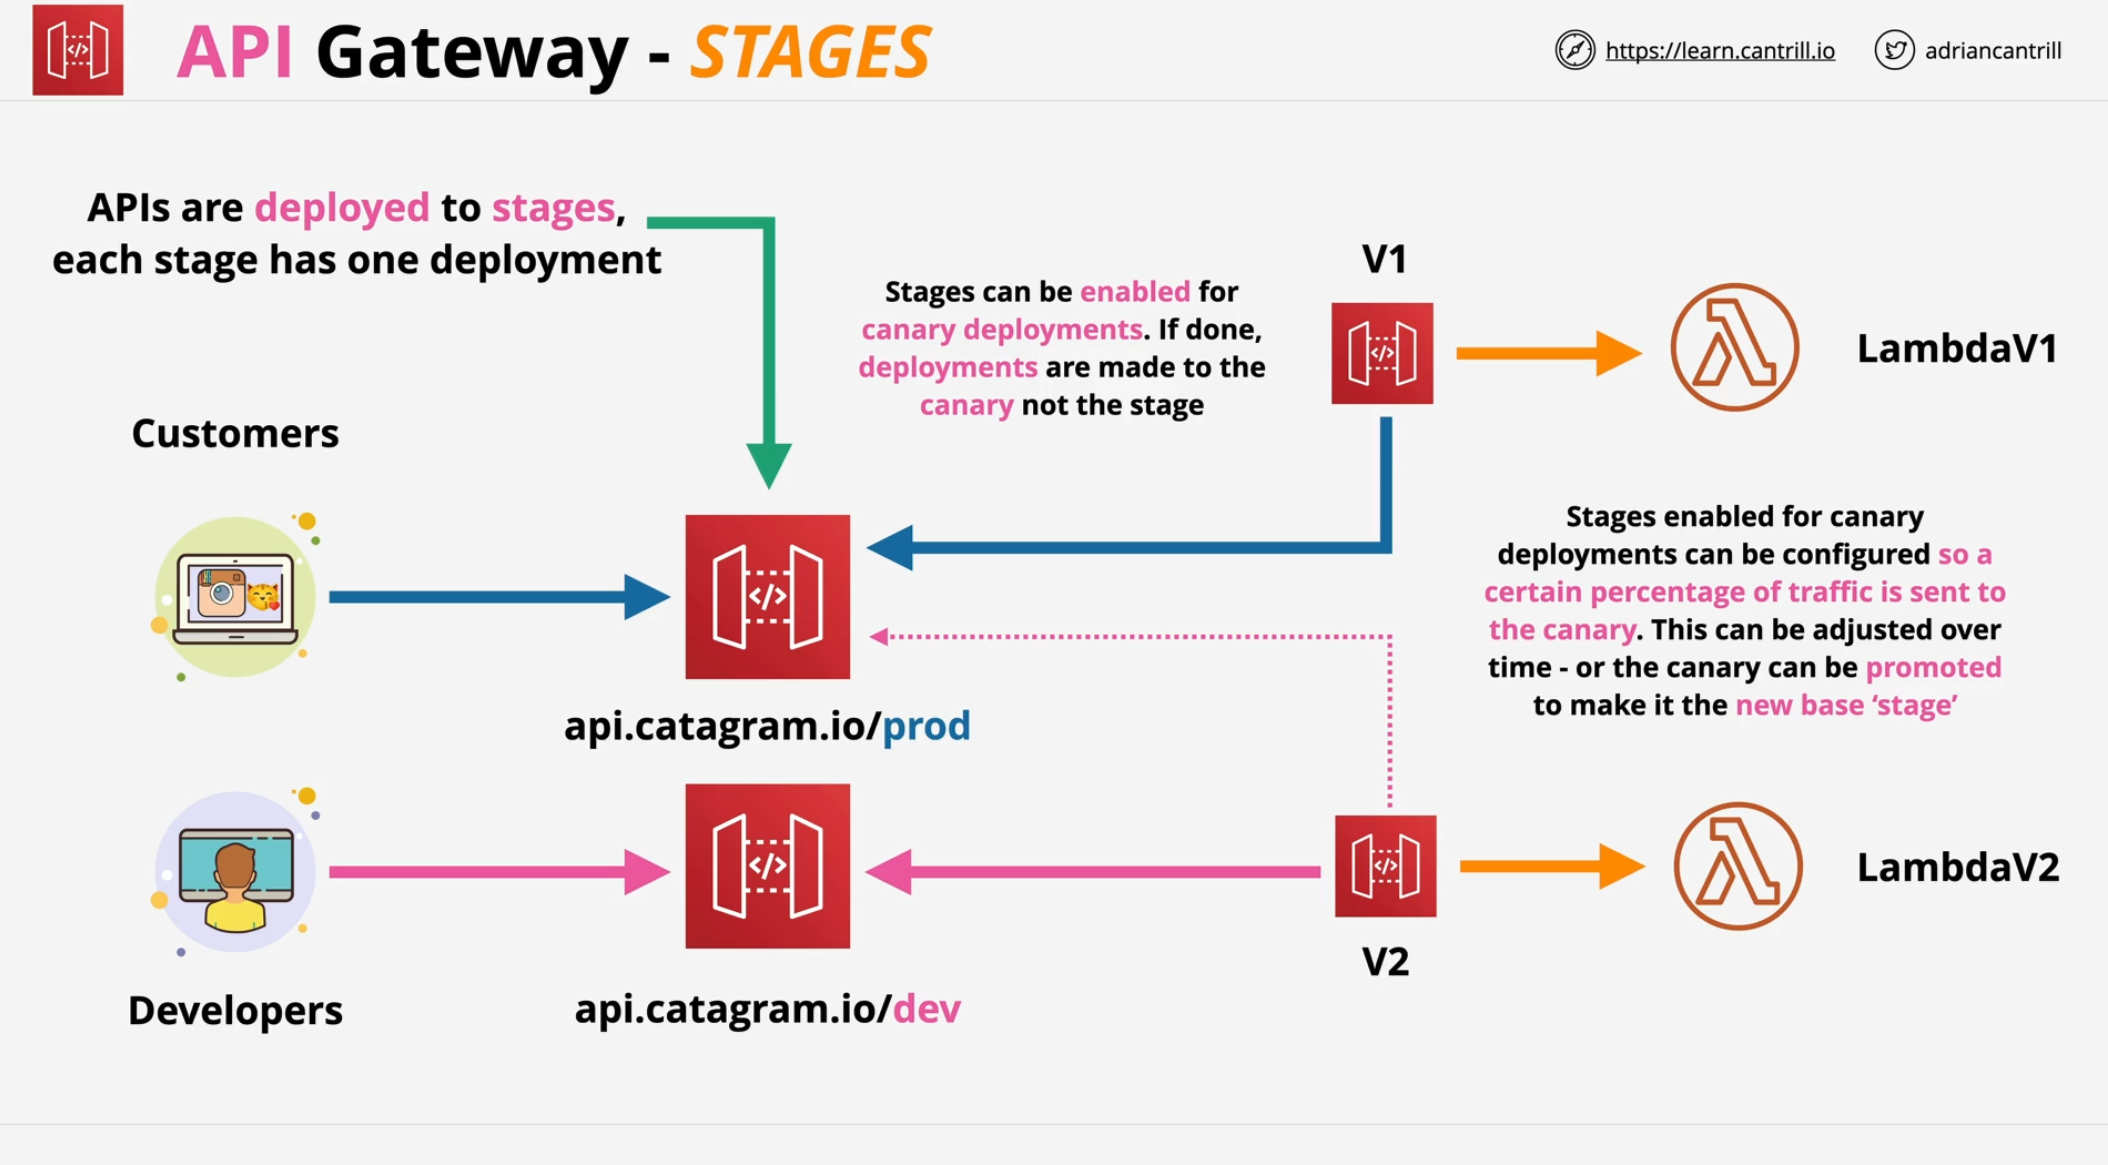 API Gateway - STAGES
https://learn.cantrill.io
adriancantrill
APIs are deployed to stages,
each stage has one deployment
Stages can be enabled for
canary deployments. If done,
deployments are made to the
canary not the stage
V1
</>
LambdaV1
Customers
Stages enabled for canary
deployments can be configured so a
certain percentage of traffic is sent to
the canary. This can be adjusted over
time - or the canary can be promoted
to make it the new base ‘stage’
</>
api.catagram.io/prod
</>
</>
LambdaV2
V2
Developers
api.catagram.io/dev